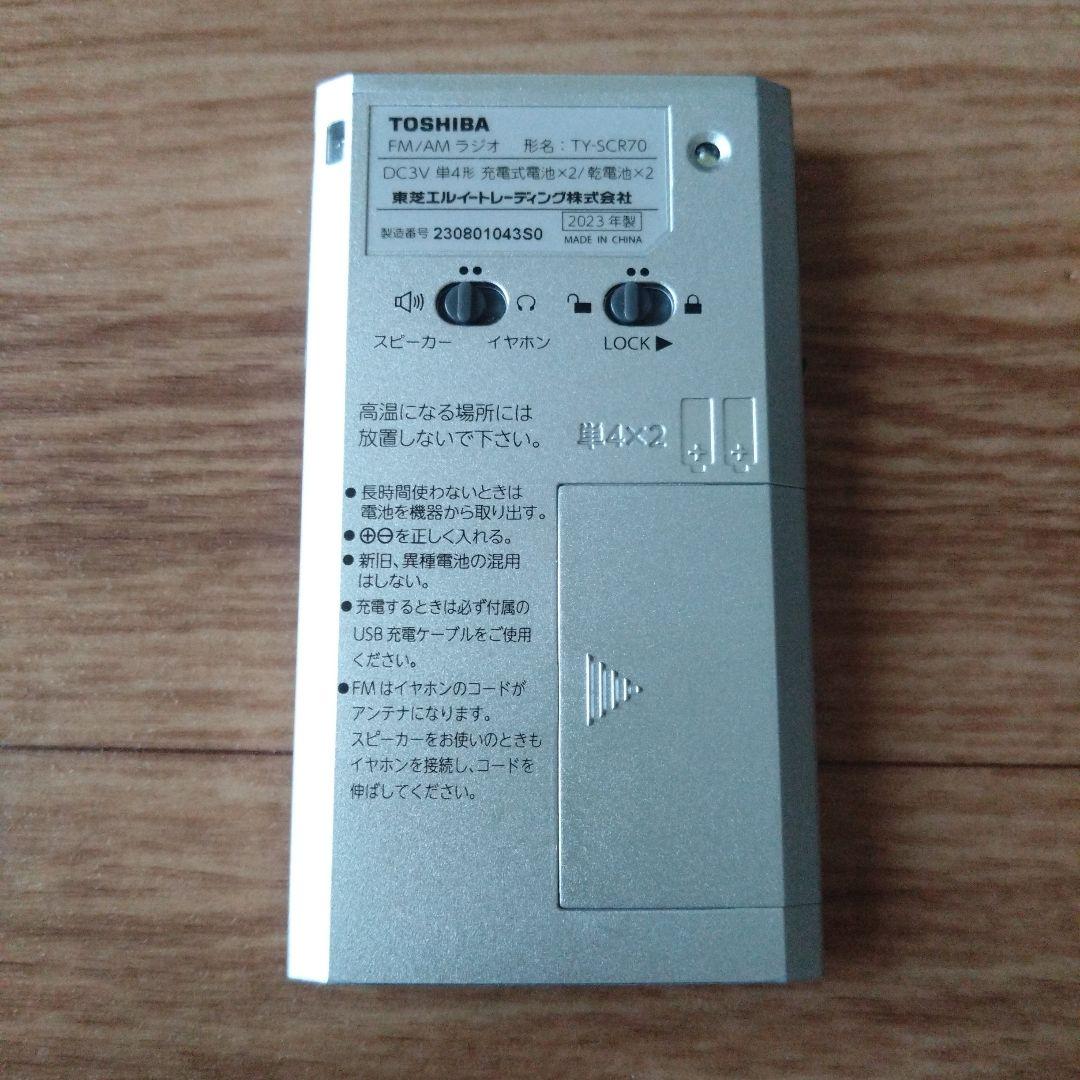 TOSHIBA
FM/AM ラジオ 形名：TY-SCR70
DC3V 単4形 充電式電池×2/乾電池×2
東芝エルイートレーディング株式会社
2023 年製
製造番号 230801043S0 MADE IN CHINA
スピーカー イヤホン LOCK ▶
高温になる場所には
放置しないで下さい。
単4×2
● 長時間使わないときは
電池を機器から取り出す。
● ⊕⊖を正しく入れる。
● 新旧、異種電池の混用
はしない。
● 充電するときは必ず付属の
USB 充電ケーブルをご使用
ください。
● FMはイヤホンのコードが
アンテナになります。
スピーカーをお使いのときも
イヤホンを接続し、コードを
伸ばしてください。